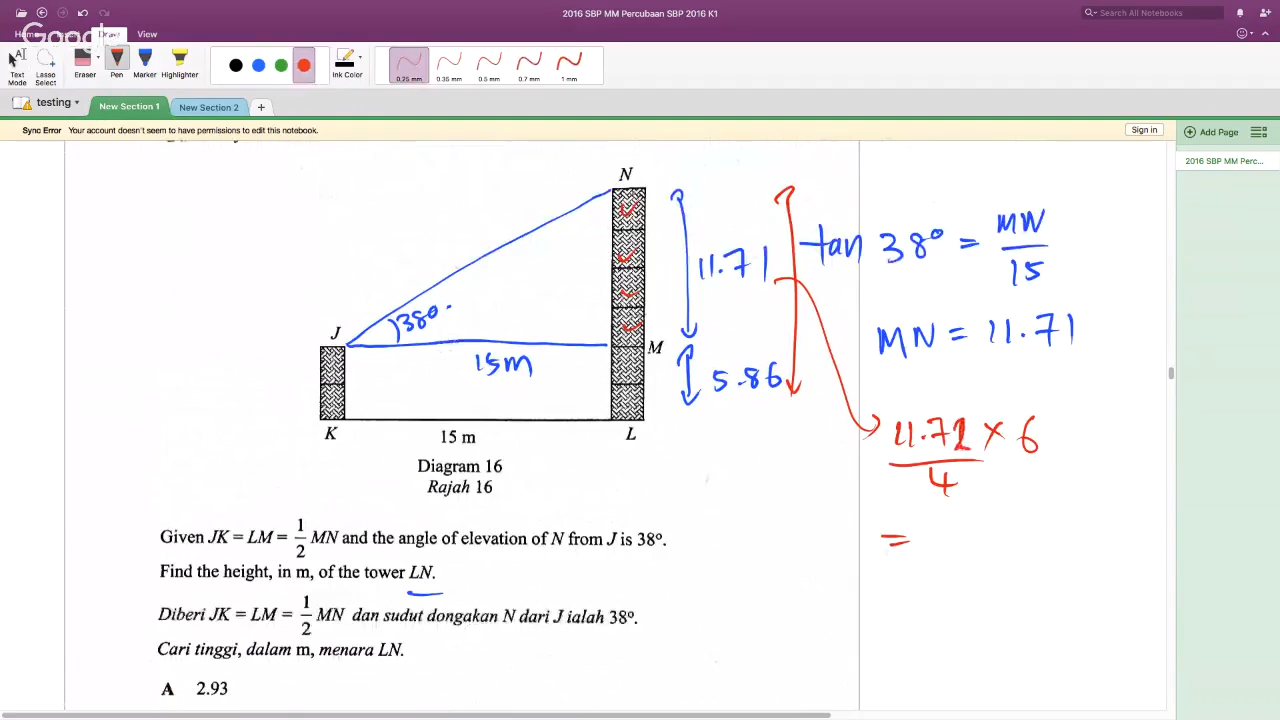 2016 SBP MM Percubaan SBP 2016 K1
Search All Notebooks
View
Text Mode
Lasso Select
Eraser
Pen
Marker
Highlighter
Ink Color
0.25 mm
0.35 mm
0.5 mm
0.7 mm
1 mm
testing
New Section 1
New Section 2
+
Sync Error Your account doesn't seem to have permissions to edit this notebook.
Sign in
Add Page
2016 SBP MM Perc...
N
J
38°
15m
M
K
15 m
L
11.71
5.86
tan 38° = MN
15
MN = 11.71
11.72 × 6
4
=
Diagram 16
Rajah 16
Given JK = LM = 1/2 MN and the angle of elevation of N from J is 38°.
Find the height, in m, of the tower LN.
Diberi JK = LM = 1/2 MN dan sudut dongakan N dari J ialah 38°.
Cari tinggi, dalam m, menara LN.
A 2.93